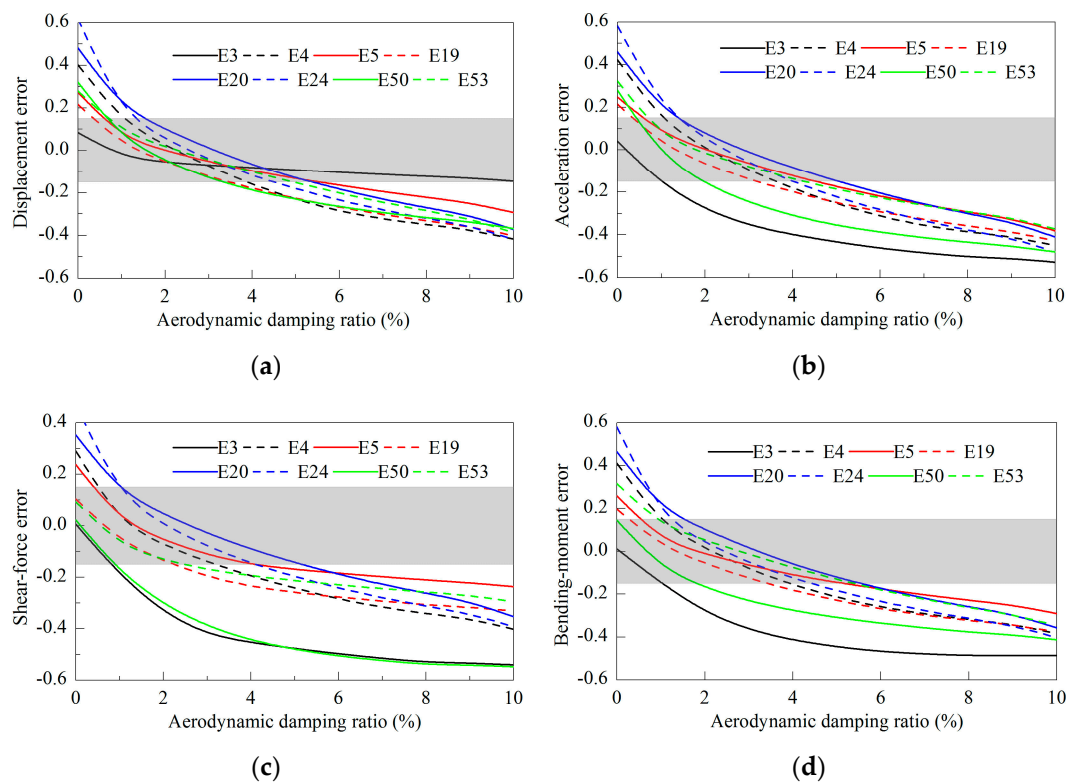 (a)
0.6
0.4
0.2
0.0
-0.2
-0.4
-0.6
Displacement error
E3 E4 E5 E19
E20 E24 E50 E53
0 2 4 6 8 10
Aerodynamic damping ratio (%)
(a)
0.6
0.4
0.2
0.0
-0.2
-0.4
-0.6
Acceleration error
E3 E4 E5 E19
E20 E24 E50 E53
0 2 4 6 8 10
Aerodynamic damping ratio (%)
(b)
0.4
0.2
0.0
-0.2
-0.4
-0.6
Shear-force error
E3 E4 E5 E19
E20 E24 E50 E53
0 2 4 6 8 10
Aerodynamic damping ratio (%)
(c)
0.6
0.4
0.2
0.0
-0.2
-0.4
-0.6
Bending-moment error
E3 E4 E5 E19
E20 E24 E50 E53
0 2 4 6 8 10
Aerodynamic damping ratio (%)
(d)